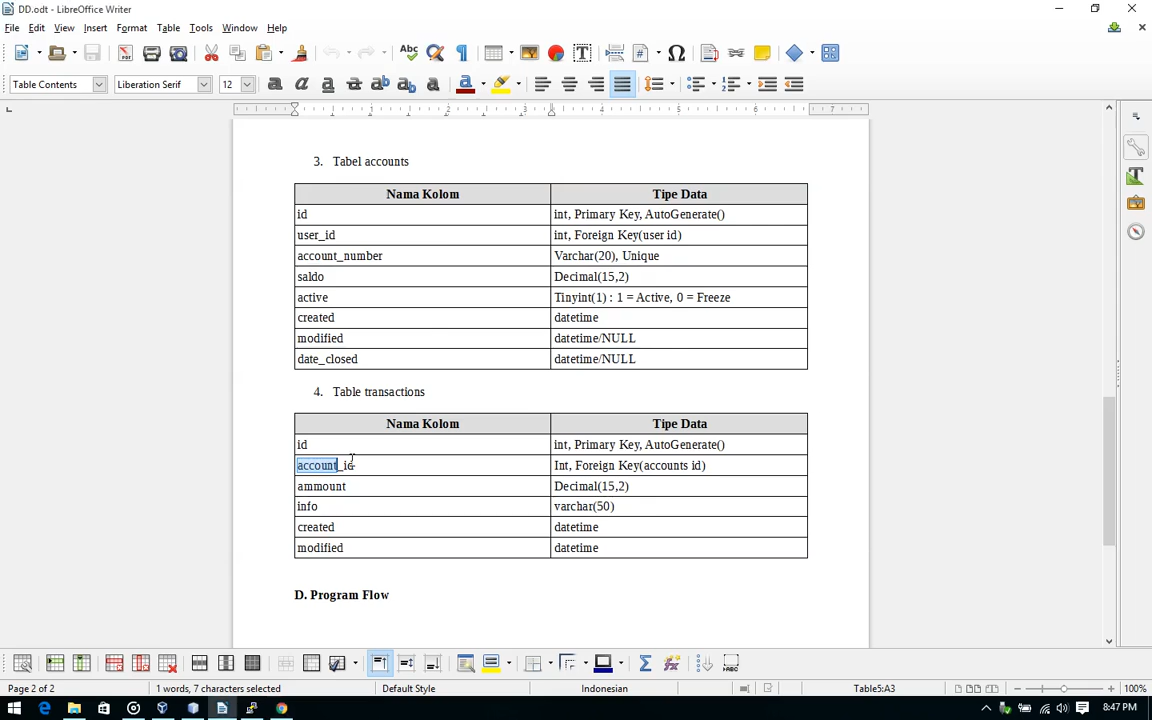 DD.odt - LibreOffice Writer
File Edit View Insert Format Table Tools Window Help
Table Contents Liberation Serif 12
3. Tabel accounts
Nama Kolom Tipe Data
id int, Primary Key, AutoGenerate()
user_id int, Foreign Key(user id)
account_number Varchar(20), Unique
saldo Decimal(15,2)
active Tinyint(1) : 1 = Active, 0 = Freeze
created datetime
modified datetime/NULL
date_closed datetime/NULL
4. Table transactions
Nama Kolom Tipe Data
id int, Primary Key, AutoGenerate()
account_id Int, Foreign Key(accounts id)
ammount Decimal(15,2)
info varchar(50)
created datetime
modified datetime
D. Program Flow
Page 2 of 2 1 words, 7 characters selected Default Style Indonesian Table5:A3 100%
8:47 PM